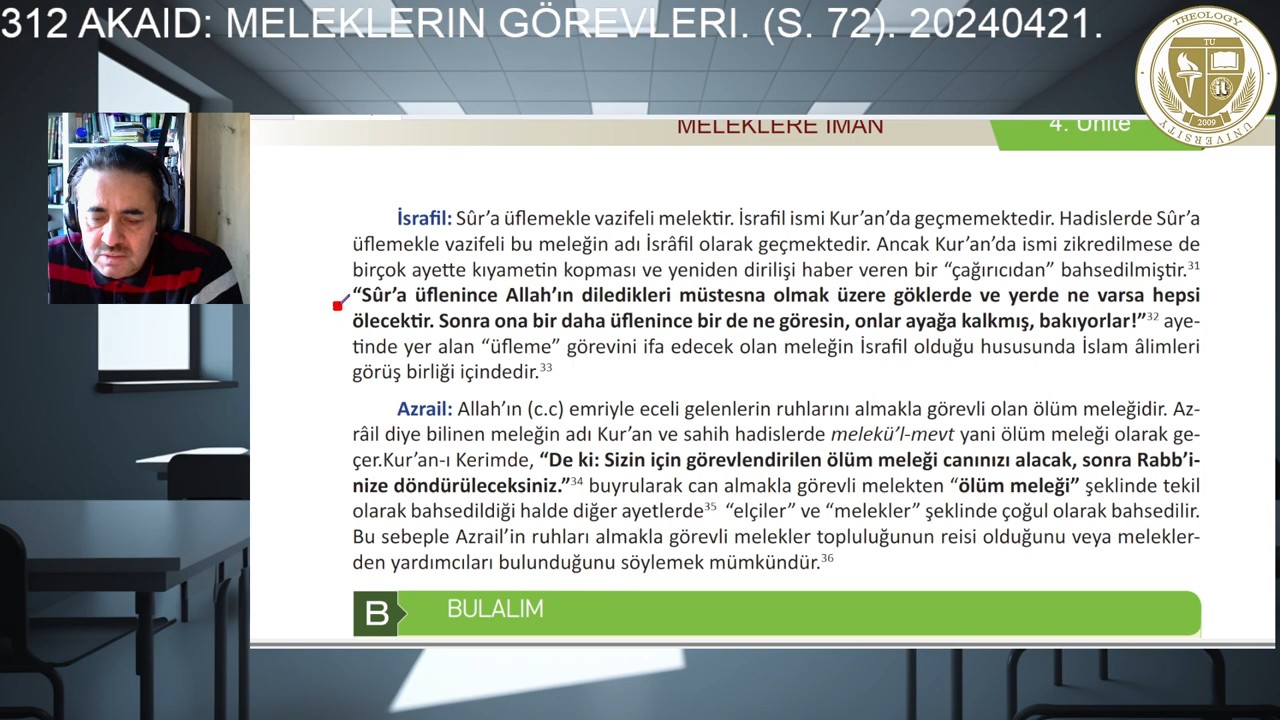 312 AKAID: MELEKLERIN GÖREVLERI. (S. 72). 20240421.
THEOLOGY
TU
2009
UNIVERSITY
MELEKLERE İMAN
4. Ünite
İsrafil: Sûr’a üflemekle vazifeli melektir. İsrafil ismi Kur’an’da geçmemektedir. Hadislerde Sûr’a
üflemekle vazifeli bu meleğin adı İsrâfil olarak geçmektedir. Ancak Kur’an’da ismi zikredilmese de
birçok ayette kıyametin kopması ve yeniden dirilişi haber veren bir “çağırıcıdan” bahsedilmiştir.31
“Sûr’a üflenince Allah’ın diledikleri müstesna olmak üzere göklerde ve yerde ne varsa hepsi
ölecektir. Sonra ona bir daha üflenince bir de ne göresin, onlar ayağa kalkmış, bakıyorlar!”32 aye-
tinde yer alan “üfleme” görevini ifa edecek olan meleğin İsrafil olduğu hususunda İslam âlimleri
görüş birliği içindedir.33
Azrail: Allah’ın (c.c) emriyle eceli gelenlerin ruhlarını almakla görevli olan ölüm meleğidir. Az-
râil diye bilinen meleğin adı Kur’an ve sahih hadislerde melekü’l-mevt yani ölüm meleği olarak ge-
çer.Kur’an-ı Kerimde, “De ki: Sizin için görevlendirilen ölüm meleği canınızı alacak, sonra Rabb’i-
nize döndürüleceksiniz.”34 buyrularak can almakla görevli melekten “ölüm meleği” şeklinde tekil
olarak bahsedildiği halde diğer ayetlerde35 “elçiler” ve “melekler” şeklinde çoğul olarak bahsedilir.
Bu sebeple Azrail’in ruhları almakla görevli melekler topluluğunun reisi olduğunu veya melekler-
den yardımcıları bulunduğunu söylemek mümkündür.36
B
BULALIM